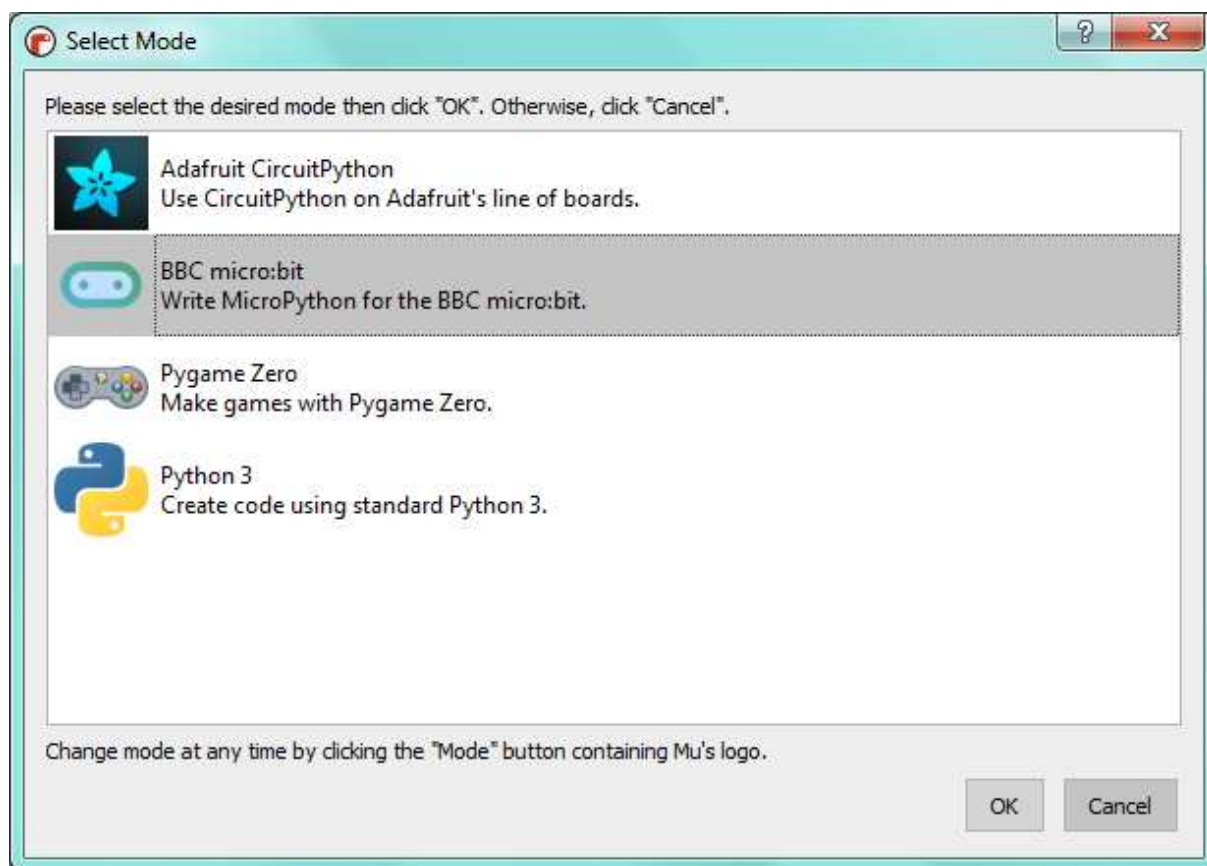 Select Mode
Please select the desired mode then click "OK". Otherwise, click "Cancel".
Adafruit CircuitPython
Use CircuitPython on Adafruit's line of boards.
BBC micro:bit
Write MicroPython for the BBC micro:bit.
Pygame Zero
Make games with Pygame Zero.
Python 3
Create code using standard Python 3.
Change mode at any time by clicking the "Mode" button containing Mu's logo.
OK Cancel